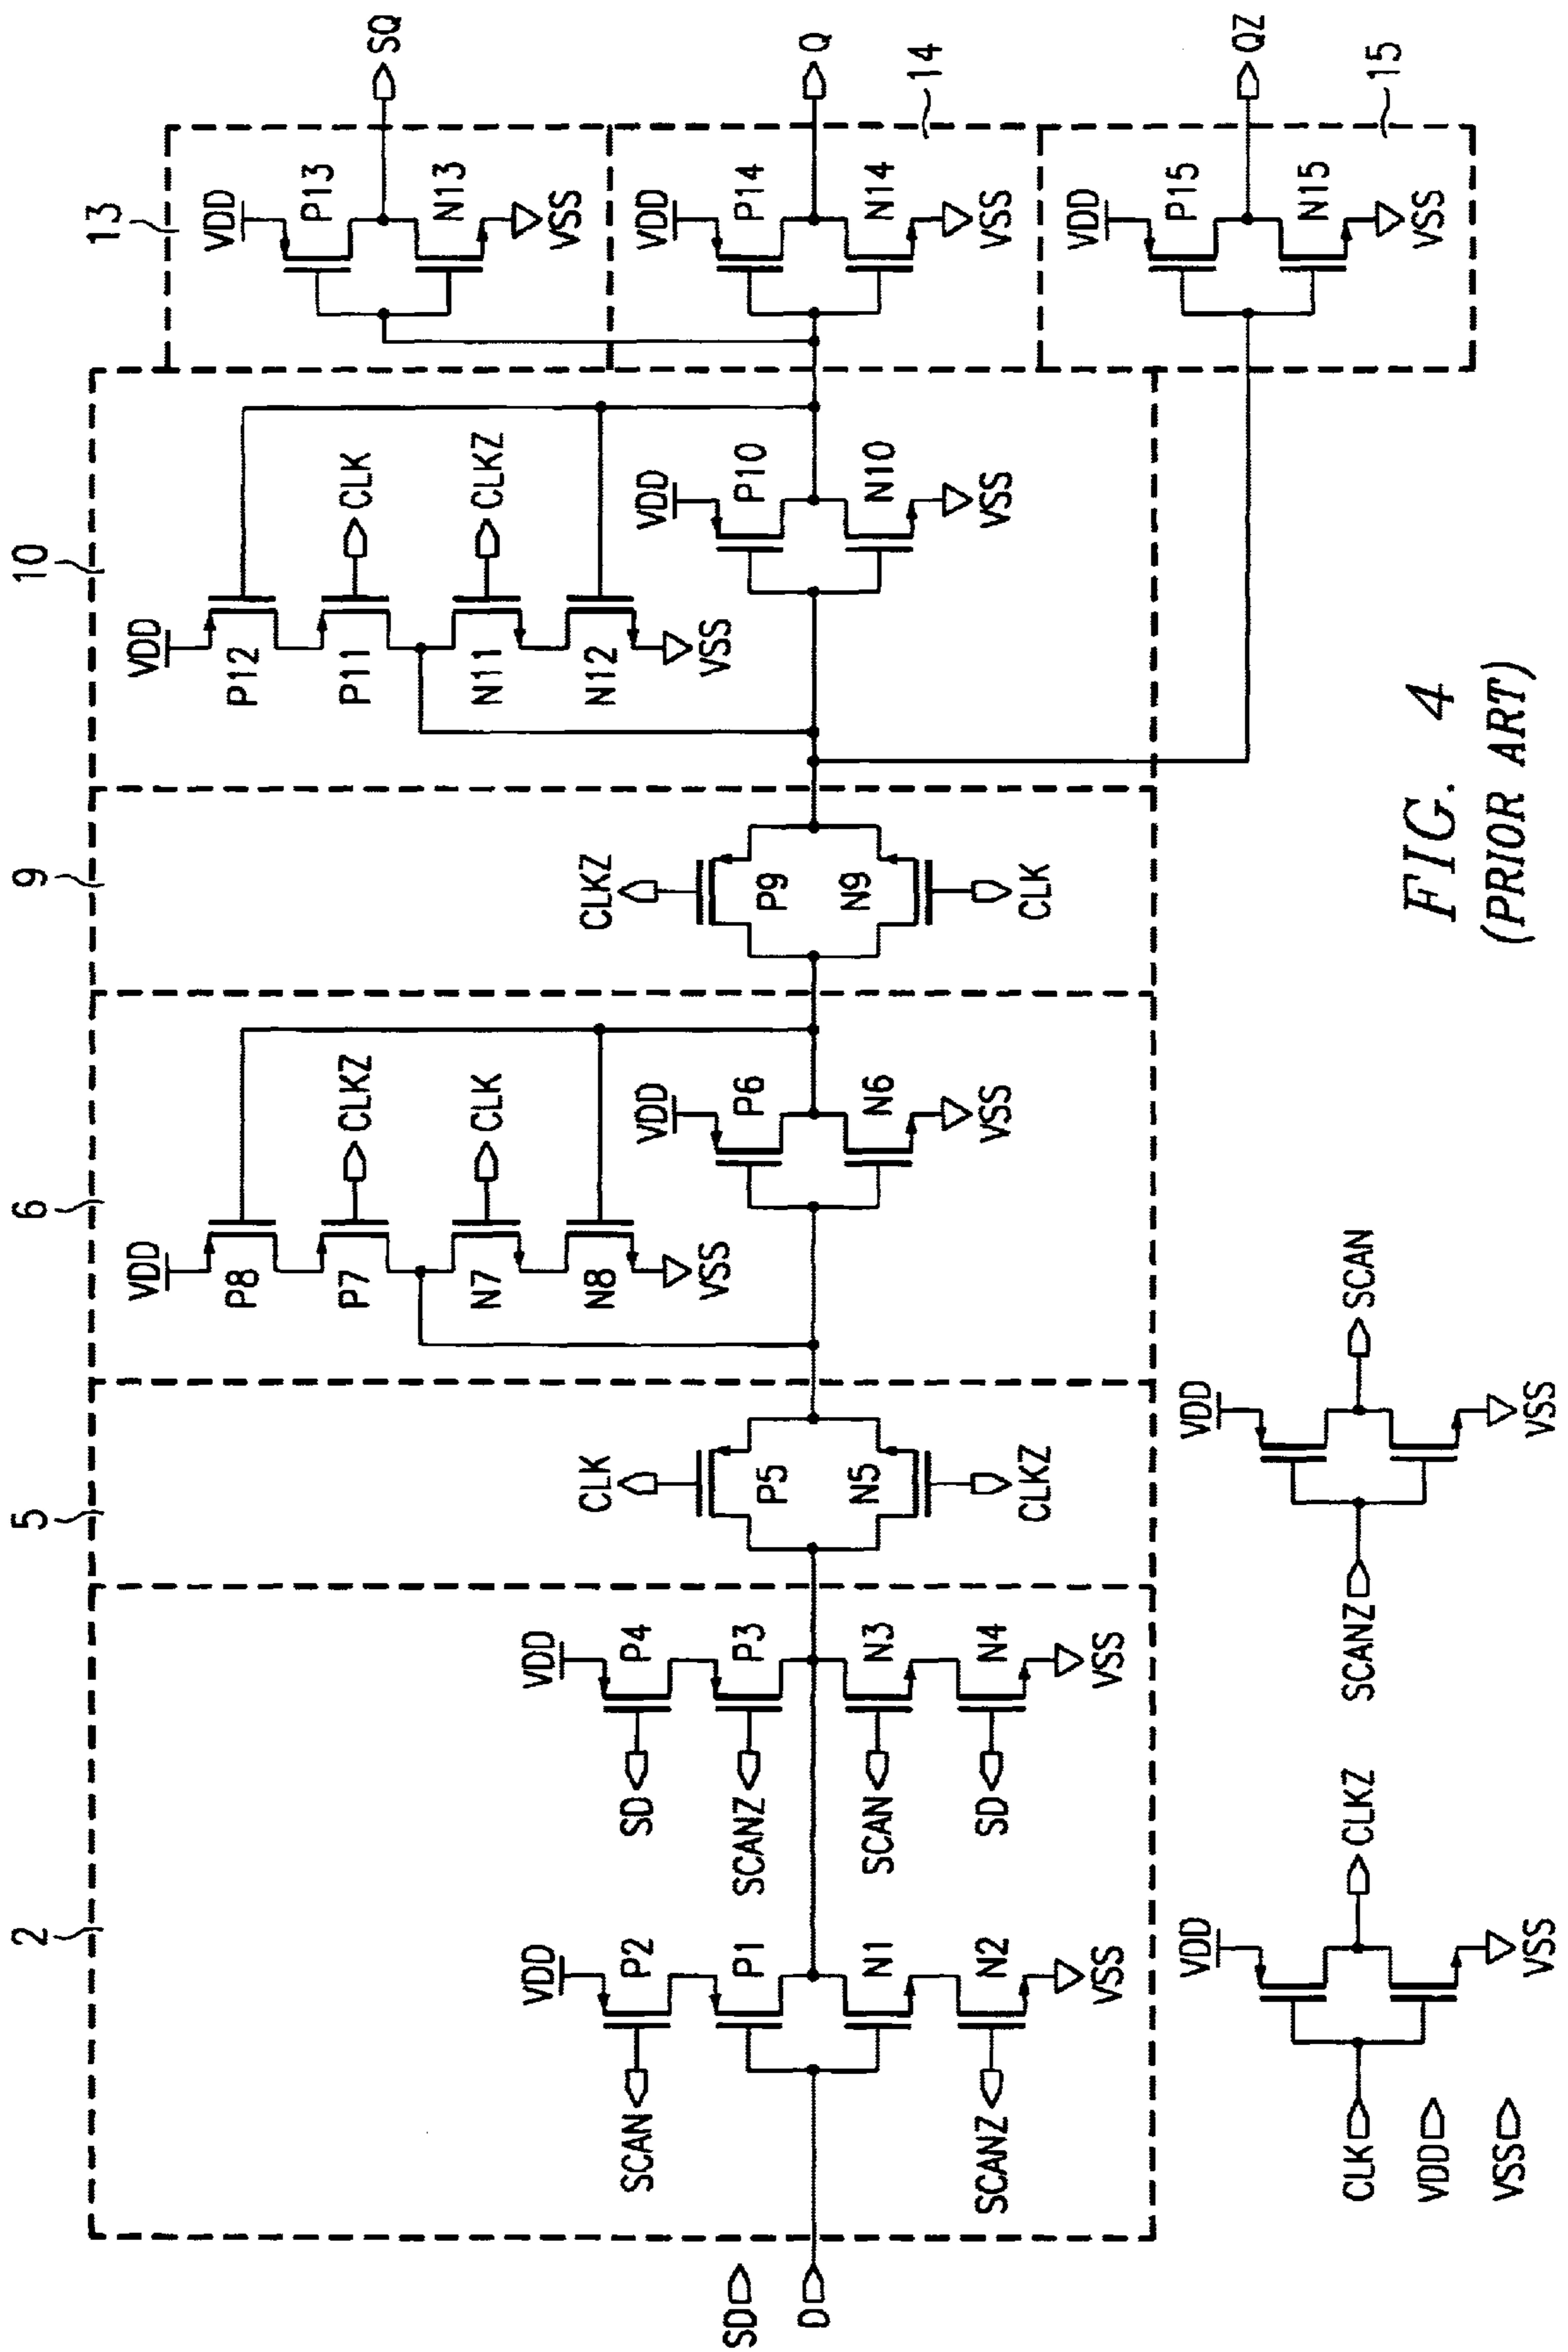 2
5
6
9
10
13
VDD
P2
SCAN
P1
D
SD
N1
SCANZ
N2
VSS
VDD
P4
SD
P3
SCANZ
SCAN
N3
SD
N4
VSS
CLK
P5
N5
CLKZ
VDD
P8
P7
CLKZ
N7
CLK
N8
VSS
VDD
P6
N6
VSS
CLKZ
P9
N9
CLK
VDD
P12
P11
CLK
N11
CLKZ
N12
VSS
VDD
P10
N10
VSS
VDD
P13
SQ
N13
VSS
VDD
P14
Q
N14
VSS
14
VDD
P15
QZ
N15
VSS
15
CLK
VDD
VSS
VDD
CLKZ
VSS
SCANZ
VDD
SCAN
VSS
FIG. 4
(PRIOR ART)